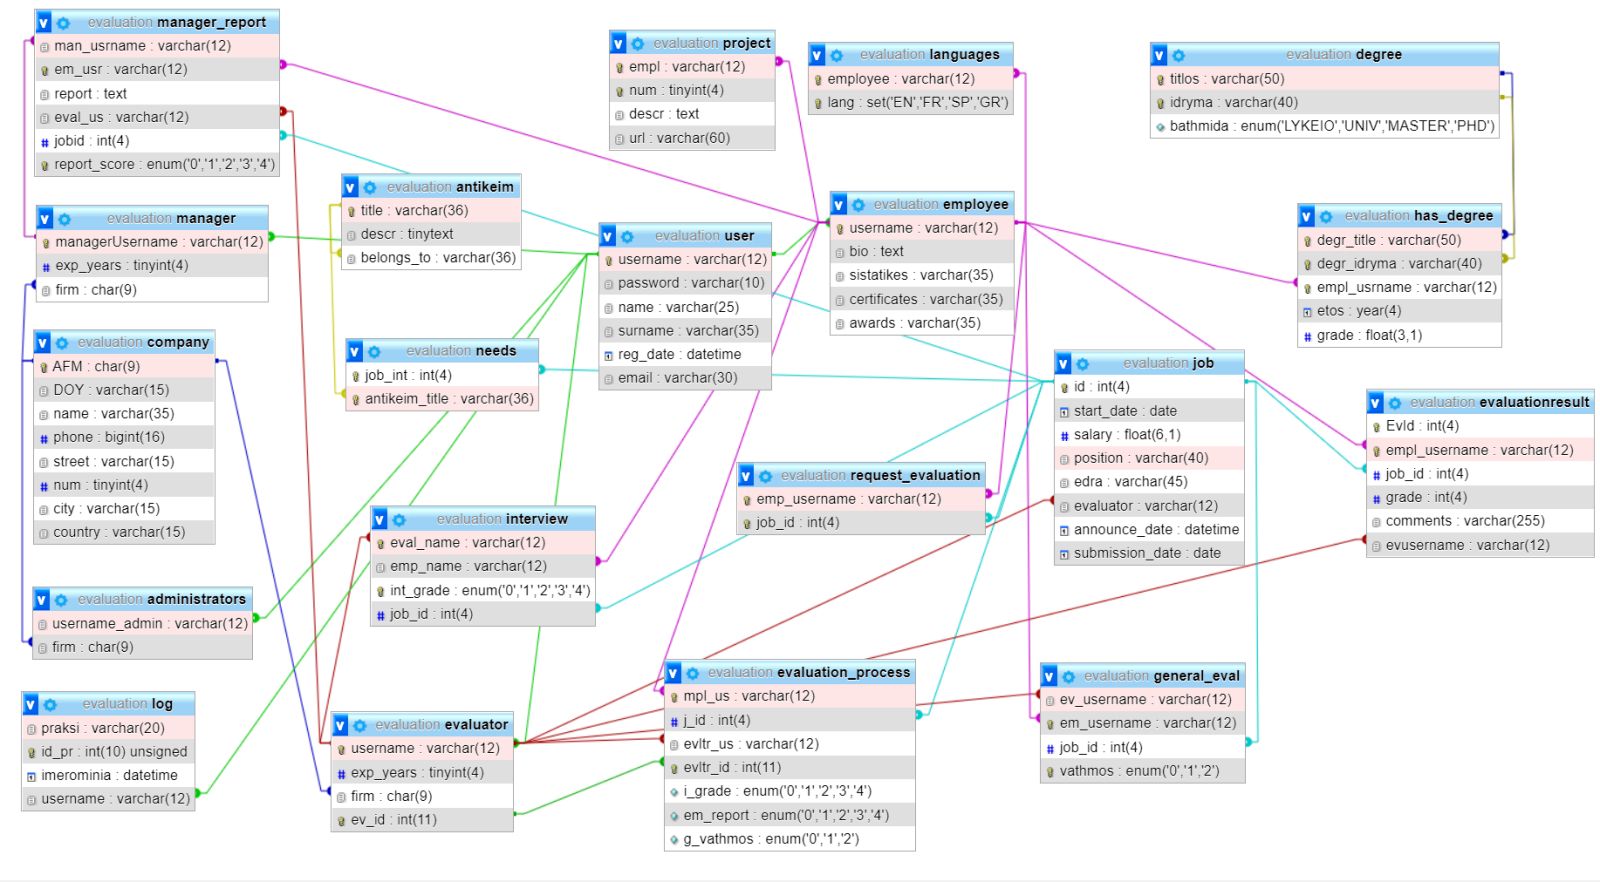 evaluation manager_report
man_usrname : varchar(12)
em_usr : varchar(12)
report : text
eval_us : varchar(12)
jobid : int(4)
report_score : enum('0','1','2','3','4')
evaluation project
empl : varchar(12)
num : tinyint(4)
descr : text
url : varchar(60)
evaluation languages
employee : varchar(12)
lang : set('EN','FR','SP','GR')
evaluation degree
titlos : varchar(50)
idryma : varchar(40)
bathmida : enum('LYKEIO','UNIV','MASTER','PHD')
evaluation antikeim
title : varchar(36)
descr : tinytext
belongs_to : varchar(36)
evaluation manager
managerUsername : varchar(12)
exp_years : tinyint(4)
firm : char(9)
evaluation user
username : varchar(12)
password : varchar(10)
name : varchar(25)
surname : varchar(35)
reg_date : datetime
email : varchar(30)
evaluation employee
username : varchar(12)
bio : text
sistatikes : varchar(35)
certificates : varchar(35)
awards : varchar(35)
evaluation has_degree
degr_title : varchar(50)
degr_idryma : varchar(40)
empl_usrname : varchar(12)
etos : year(4)
grade : float(3,1)
evaluation company
AFM : char(9)
DOY : varchar(15)
name : varchar(35)
phone : bigint(16)
street : varchar(15)
num : tinyint(4)
city : varchar(15)
country : varchar(15)
evaluation needs
job_int : int(4)
antikeim_title : varchar(36)
evaluation job
id : int(4)
start_date : date
salary : float(6,1)
position : varchar(40)
edra : varchar(45)
evaluator : varchar(12)
announce_date : datetime
submission_date : date
evaluation evaluationresult
EvId : int(4)
empl_username : varchar(12)
job_id : int(4)
grade : int(4)
comments : varchar(255)
evusername : varchar(12)
evaluation request_evaluation
emp_username : varchar(12)
job_id : int(4)
evaluation interview
eval_name : varchar(12)
emp_name : varchar(12)
int_grade : enum('0','1','2','3','4')
job_id : int(4)
evaluation administrators
username_admin : varchar(12)
firm : char(9)
evaluation log
praksi : varchar(20)
id_pr : int(10) unsigned
imerominia : datetime
username : varchar(12)
evaluation evaluator
username : varchar(12)
exp_years : tinyint(4)
firm : char(9)
ev_id : int(11)
evaluation evaluation_process
mpl_us : varchar(12)
j_id : int(4)
evltr_us : varchar(12)
evltr_id : int(11)
i_grade : enum('0','1','2','3','4')
em_report : enum('0','1','2','3','4')
g_vathmos : enum('0','1','2')
evaluation general_eval
ev_username : varchar(12)
em_username : varchar(12)
job_id : int(4)
vathmos : enum('0','1','2')